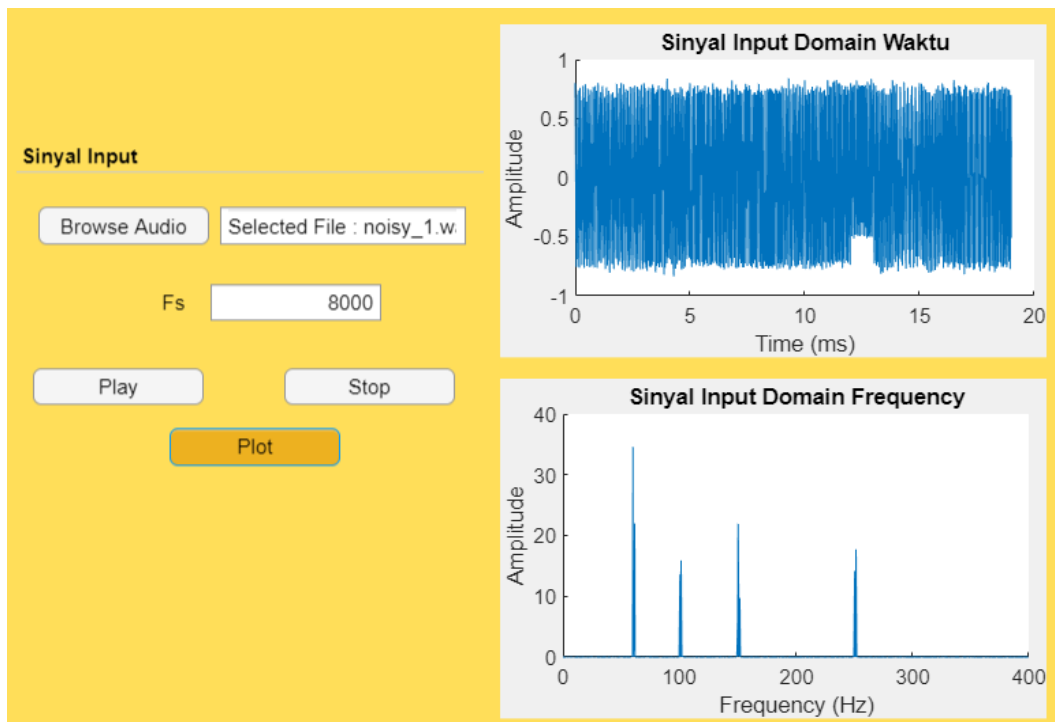 Sinyal Input
Browse Audio
Selected File : noisy_1.wa
Fs
8000
Play
Stop
Plot
Sinyal Input Domain Waktu
1
0.5
0
-0.5
-1
Amplitude
0 5 10 15 20
Time (ms)
Sinyal Input Domain Frequency
40
30
20
10
0
Amplitude
0 100 200 300 400
Frequency (Hz)